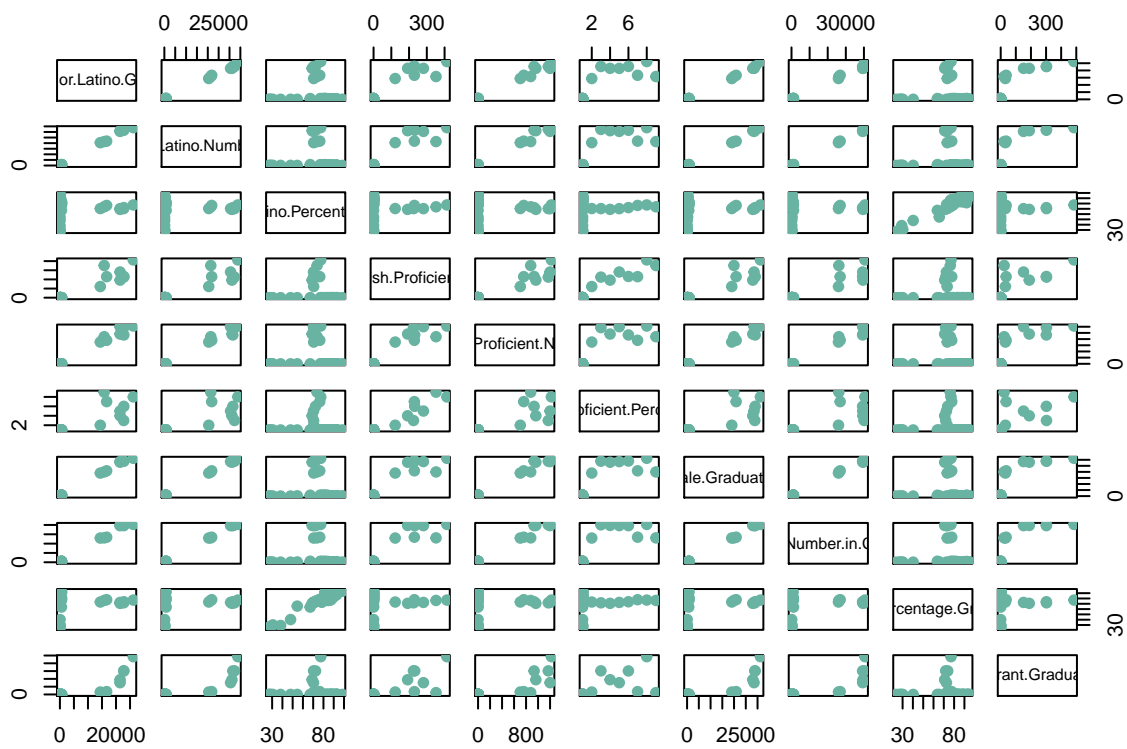 0 25000 0 300 2 6 0 30000 0 300
or.Latino.G 0
0 Latino.Numb
ino.Percent 30
0 sh.Proficien
Proficient.N 0
2 oficient.Perc
ale.Graduat 0
0 Number.in.C
rcentage.Gr 30
0 rant.Gradua
0 20000 30 80 0 800 0 25000 30 80